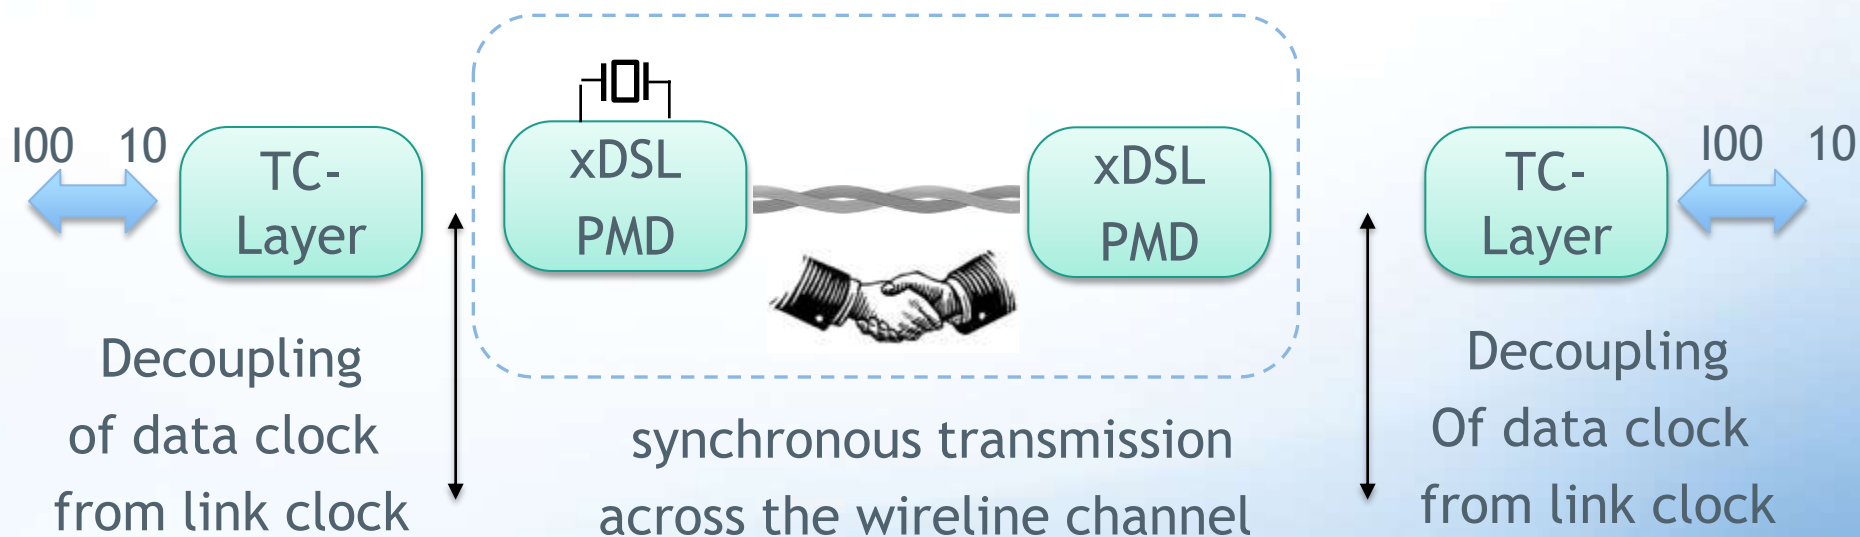 I00 10
TC-
Layer
xDSL
PMD
xDSL
PMD
TC-
Layer
I00 10
Decoupling
of data clock
from link clock
synchronous transmission
across the wireline channel
Decoupling
Of data clock
from link clock